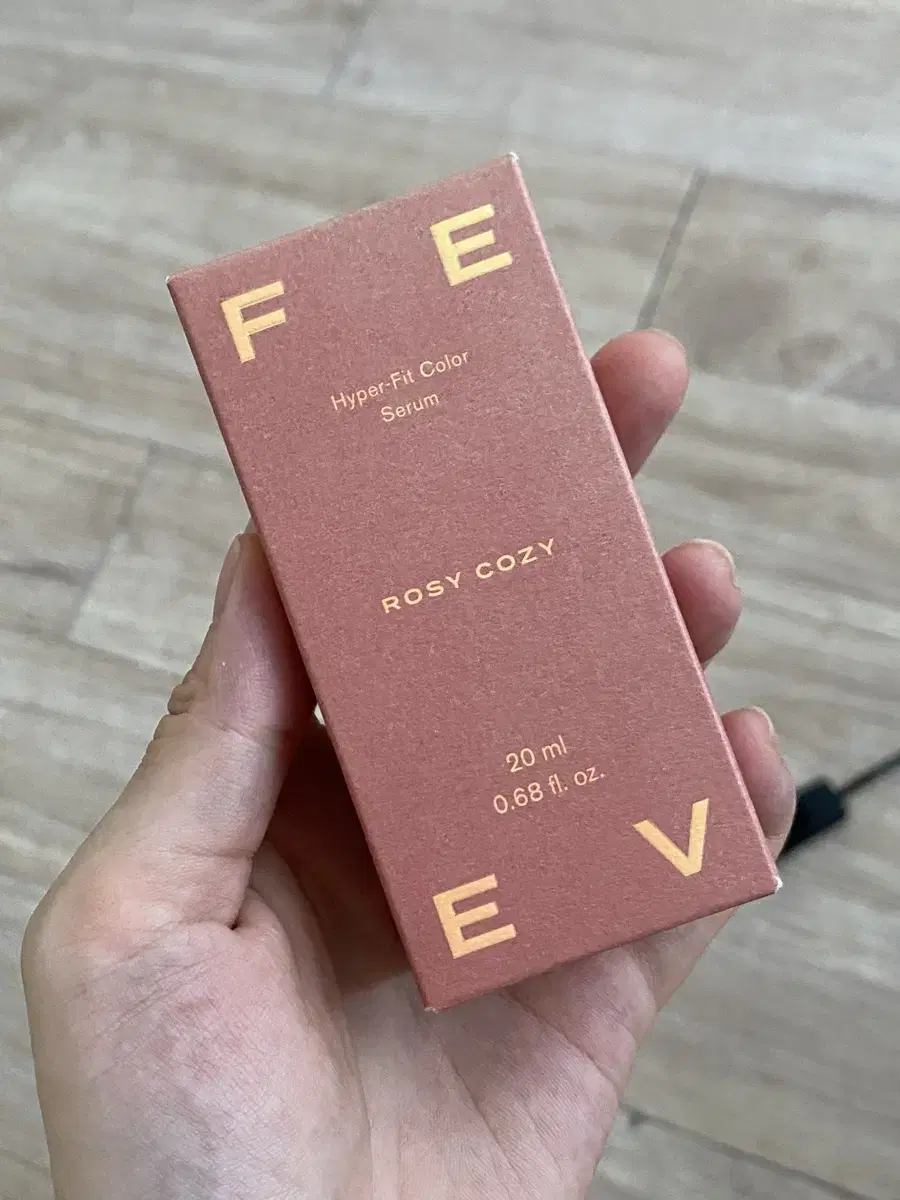 F E
Hyper-Fit Color
Serum
ROSY COZY
20 ml
0.68 fl. oz.
E V